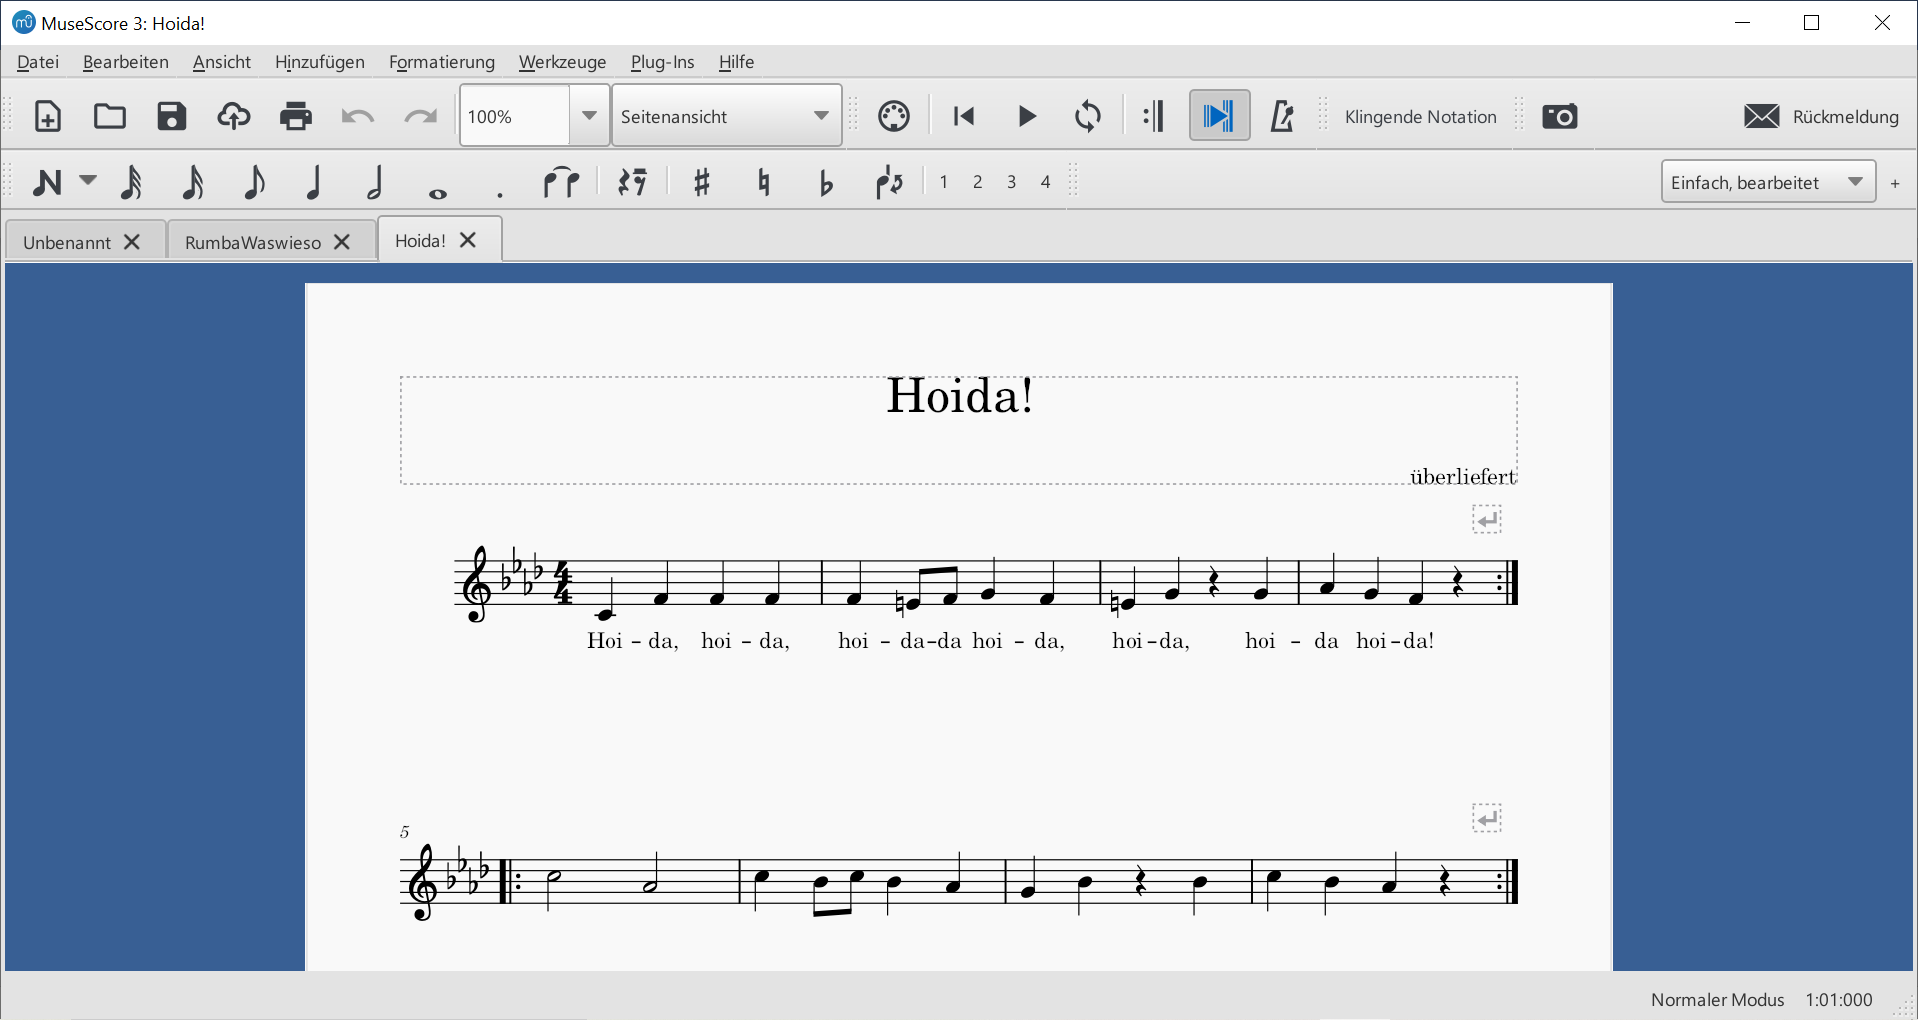 MuseScore 3: Hoida!
Datei Bearbeiten Ansicht Hinzufügen Formatierung Werkzeuge Plug-Ins Hilfe
100% Seitenansicht Klingende Notation Rückmeldung
1 2 3 4 Einfach, bearbeitet +
Unbenannt RumbaWaswieso Hoida!
Hoida!
überliefert
Hoi - da, hoi - da, hoi - da-da hoi - da, hoi-da, hoi - da hoi-da!
5
Normaler Modus 1:01:000